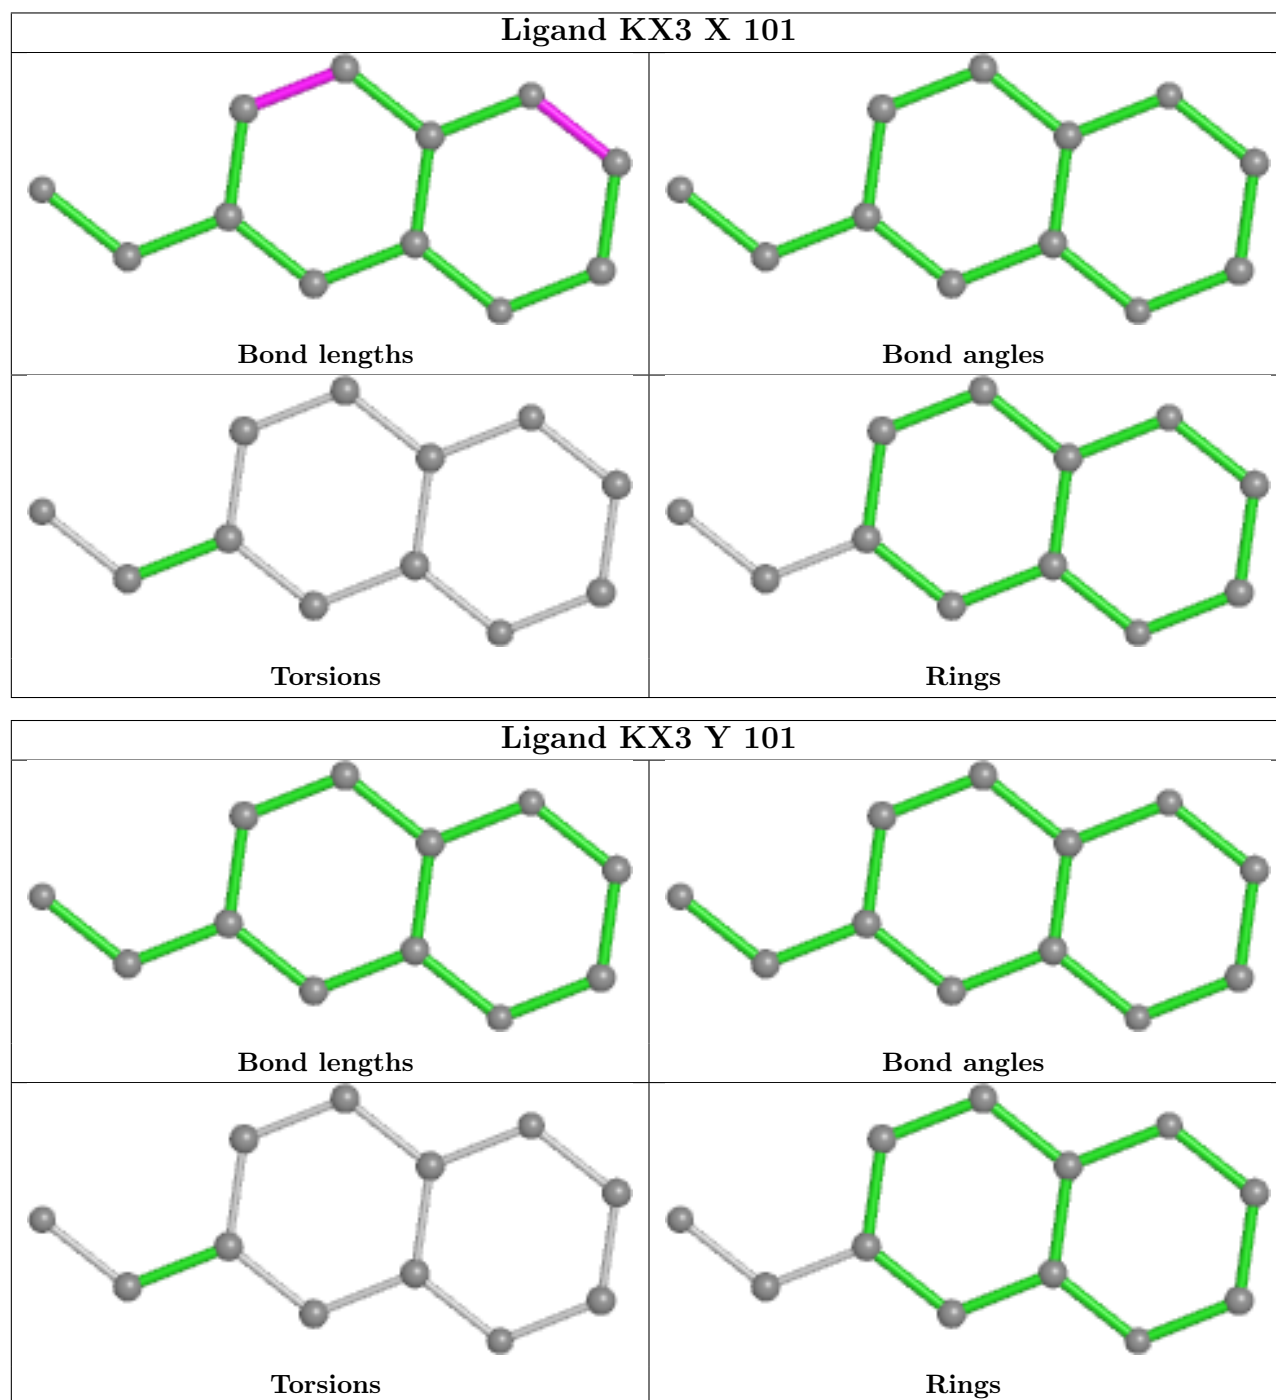 Ligand KX3 X 101
Bond lengths
Bond angles
Torsions
Rings
Ligand KX3 Y 101
Bond lengths
Bond angles
Torsions
Rings